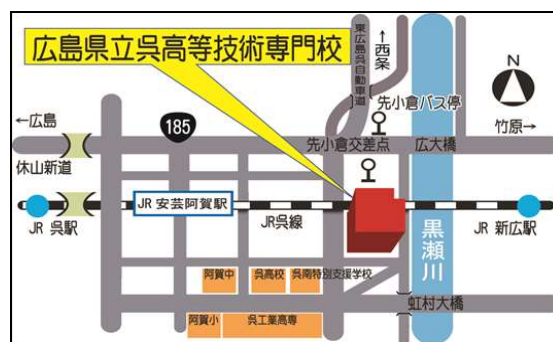 広島県立呉高等技術専門校
東広島呉自動車道
←西条
N
先小倉バス停
←広島
185
竹原→
先小倉交差点
広大橋
休山新道
JR 安芸阿賀駅
JR 呉駅
JR呉線
黒瀬川
JR 新広駅
阿賀中
呉高校
呉南特別支援学校
虹村大橋
阿賀小
呉工業高専